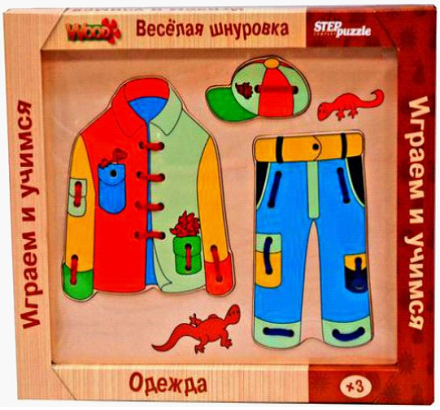 Wood
Весёлая шнуровка
STEP
puzzle
Играем и учимся
Играем и учимся
Одежда
×3